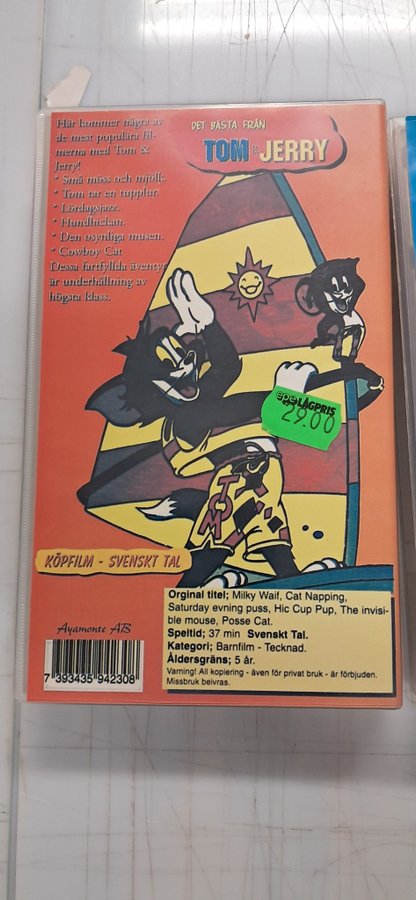 Här kommer några av
de mest populära fil-
merna med Tom &
Jerry!
* Små möss och mjölk.
* Tom tar en tupplur.
* Lördagsjazz.
* Hundhickan.
* Den osynliga musen.
* Cowboy Cat
Dessa fartfyllda äventyr
är underhållning av
högsta klass.
DET BÄSTA FRÅN
TOM & JERRY
epe LÅGPRIS
29.00
TOM
KÖPFILM - SVENSKT TAL
Ayamonte AB
7 393435 942308
Orginal titel; Milky Waif, Cat Napping,
Saturday evning puss, Hic Cup Pup, The invisi-
ble mouse, Posse Cat.
Speltid; 37 min Svenskt Tal.
Kategori; Barnfilm - Tecknad.
Åldersgräns; 5 år.
Varning! All kopiering - även för privat bruk - är förbjuden.
Missbruk beivras.